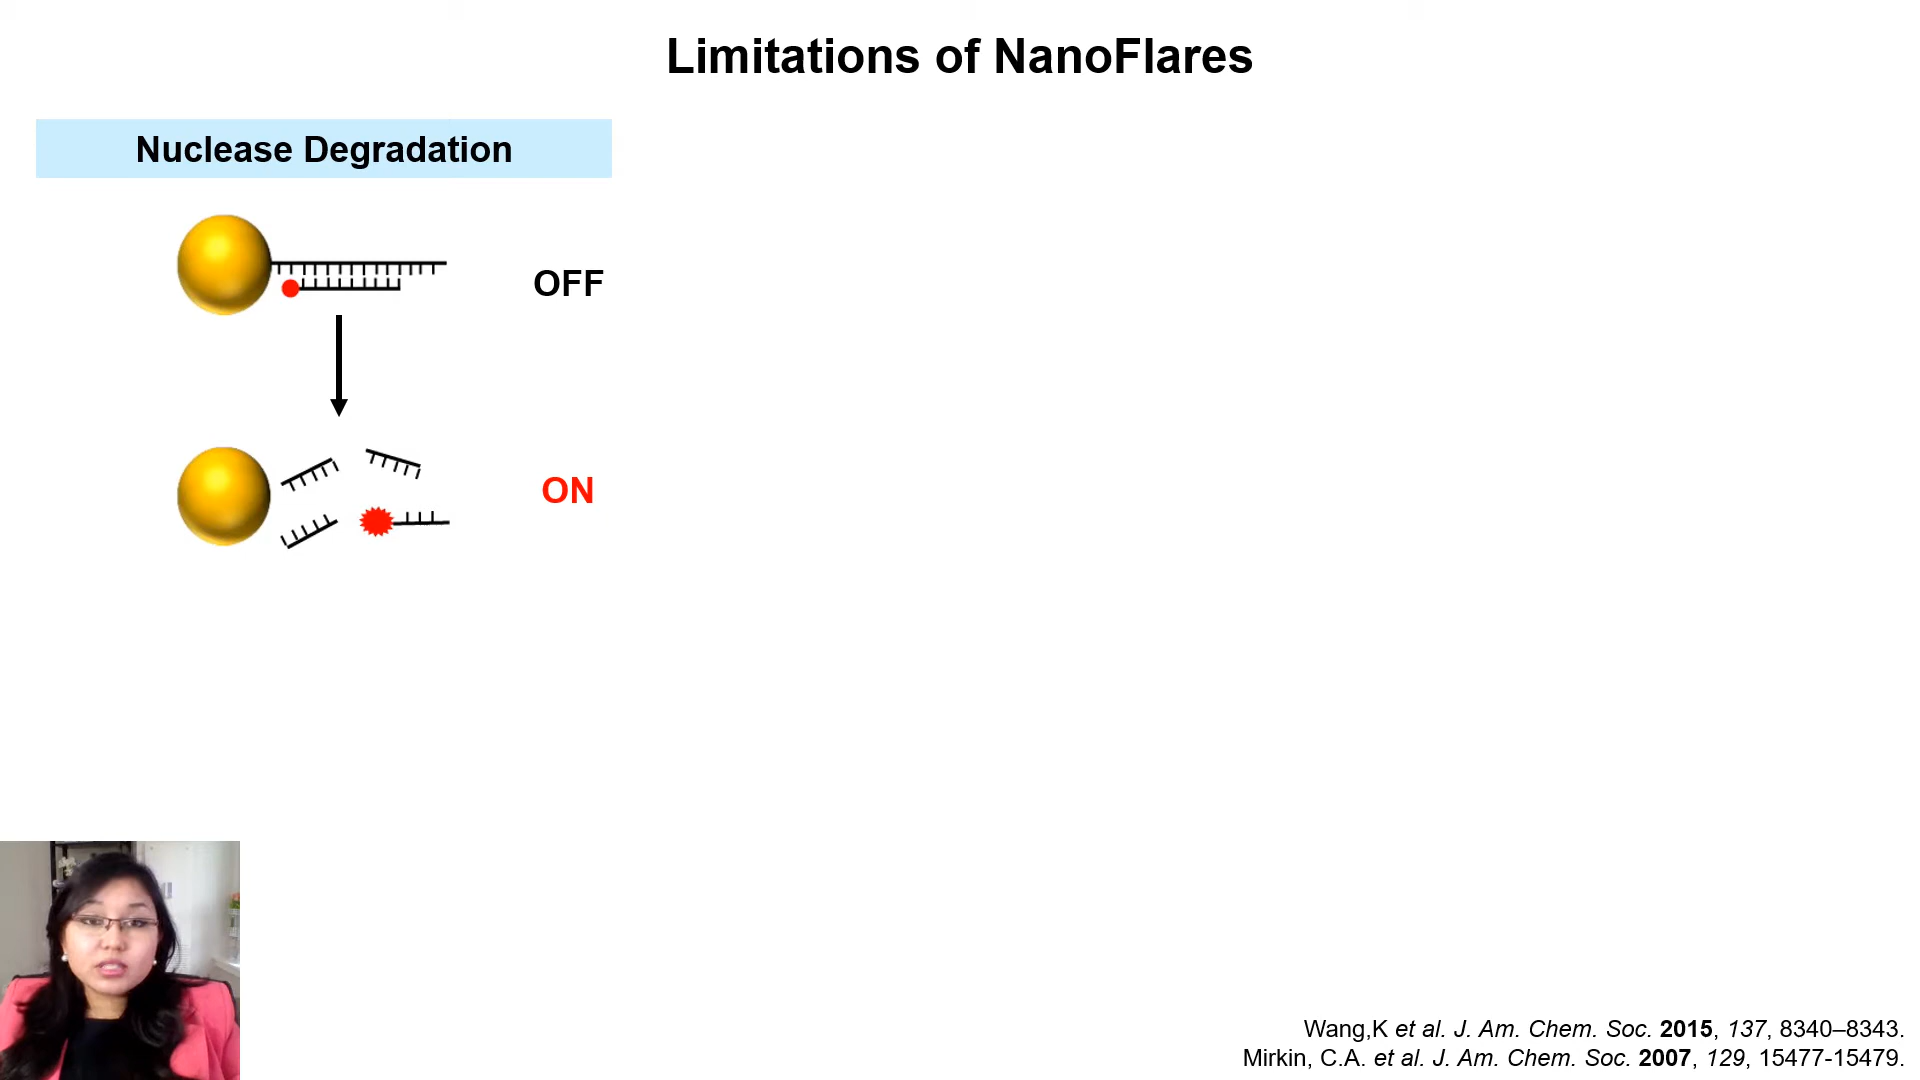 Limitations of NanoFlares
Nuclease Degradation
OFF
ON
Wang,K et al. J. Am. Chem. Soc. 2015, 137, 8340–8343.
Mirkin, C.A. et al. J. Am. Chem. Soc. 2007, 129, 15477-15479.